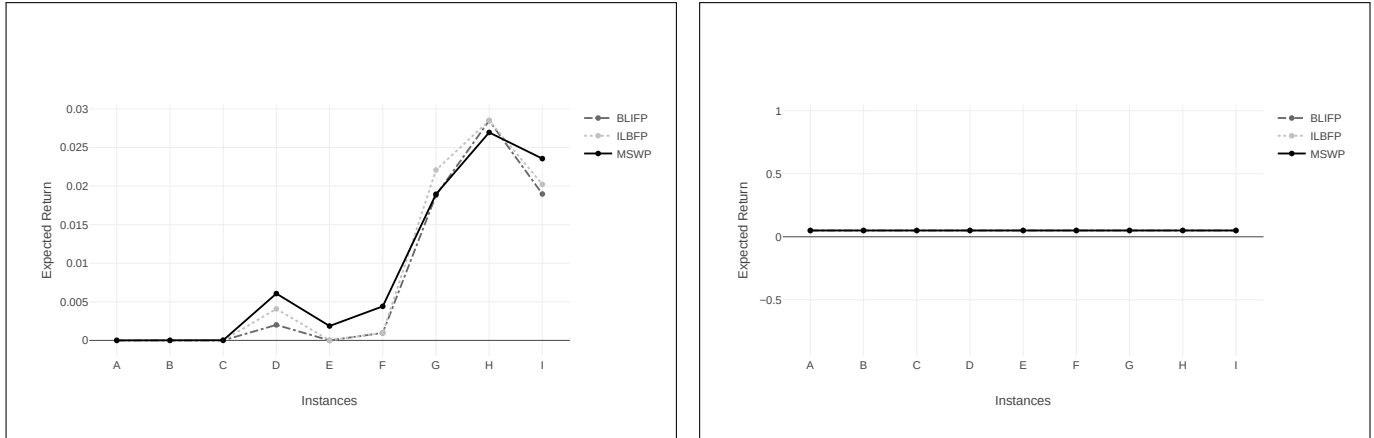 0.03
0.025
0.02
0.015
0.01
0.005
0
Expected Return
A B C D E F G H I
Instances
BLIFP
ILBFP
MSWP
1
0.5
0
−0.5
Expected Return
A B C D E F G H I
Instances
BLIFP
ILBFP
MSWP